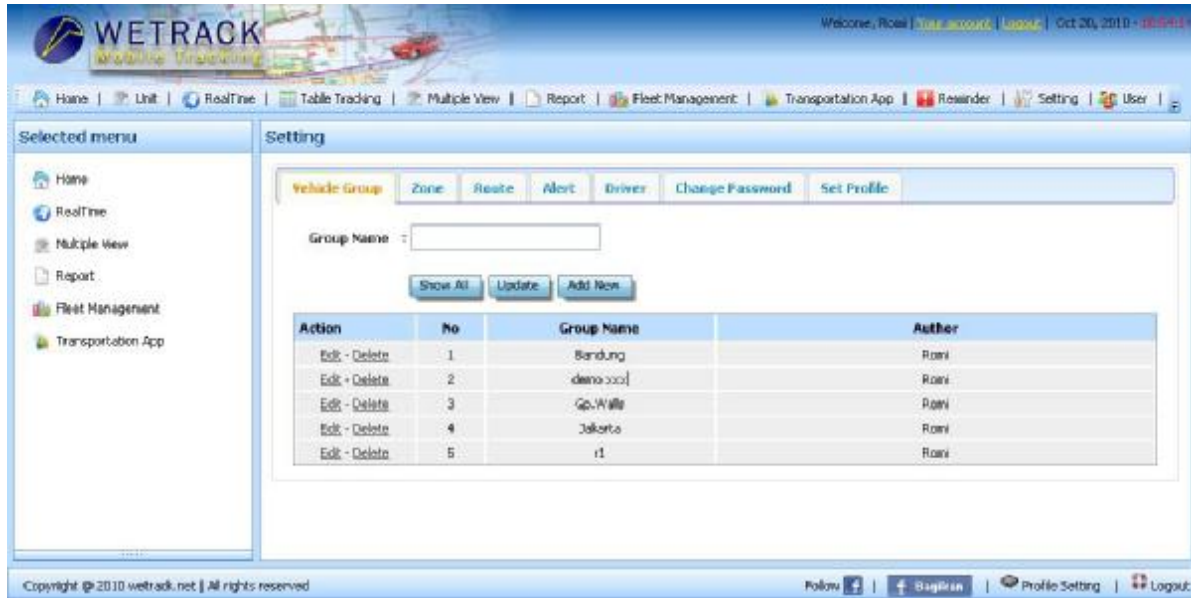 WETRACK
Mobile Tracking
Welcome, Romi | Your account | Logout | Oct 20, 2010 -
Home | Unit | RealTime | Table Tracking | Multiple View | Report | Fleet Management | Transportation App | Reminder | Setting | User |
Selected menu
Home
RealTime
Multiple View
Report
Fleet Management
Transportation App
Setting
Vehicle Group Zone Route Alert Driver Change Password Set Profile
Group Name :
Show All Update Add New
Action No Group Name Author
Edit - Delete 1 Bandung Romi
Edit - Delete 2 demo Romi
Edit - Delete 3 Romi
Edit - Delete 4 Jakarta Romi
Edit - Delete 5 r1 Romi
Copyright @ 2010 wetrack.net | All rights reserved
Follow | Bagikan | Profile Setting | Logout